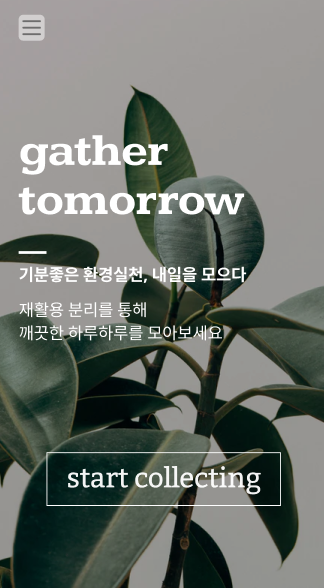 gather
tomorrow
기분좋은 환경실천, 내일을 모으다
재활용 분리를 통해
깨끗한 하루하루를 모아보세요
start collecting